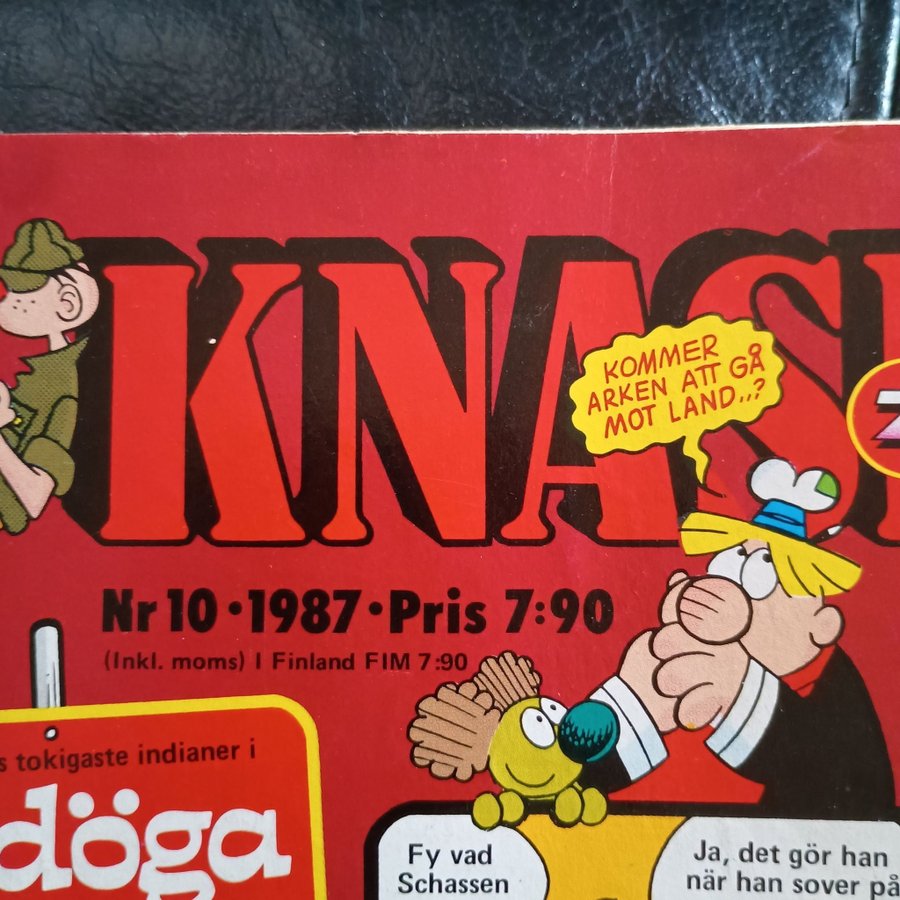 KNAS
KOMMER
ARKEN ATT GÅ
MOT LAND..?
Nr 10 • 1987 • Pris 7:90
(Inkl. moms) I Finland FIM 7:90
tokigaste indianer i
döga
Fy vad
Schassen
Ja, det gör han
när han sover på